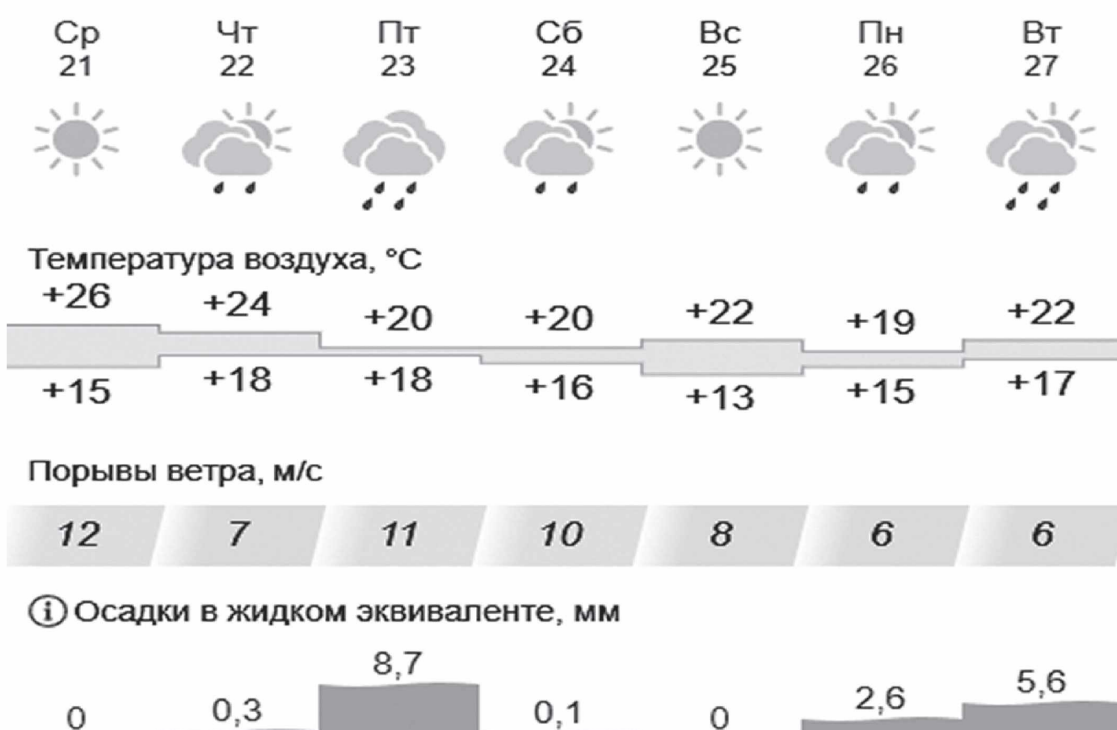 Ср Чт Пт Сб Вс Пн Вт
21 22 23 24 25 26 27
Температура воздуха, °C
+26 +24 +20 +20 +22 +19 +22
+15 +18 +18 +16 +13 +15 +17
Порывы ветра, м/с
12 7 11 10 8 6 6
i Осадки в жидком эквиваленте, мм
0 0,3 8,7 0,1 0 2,6 5,6